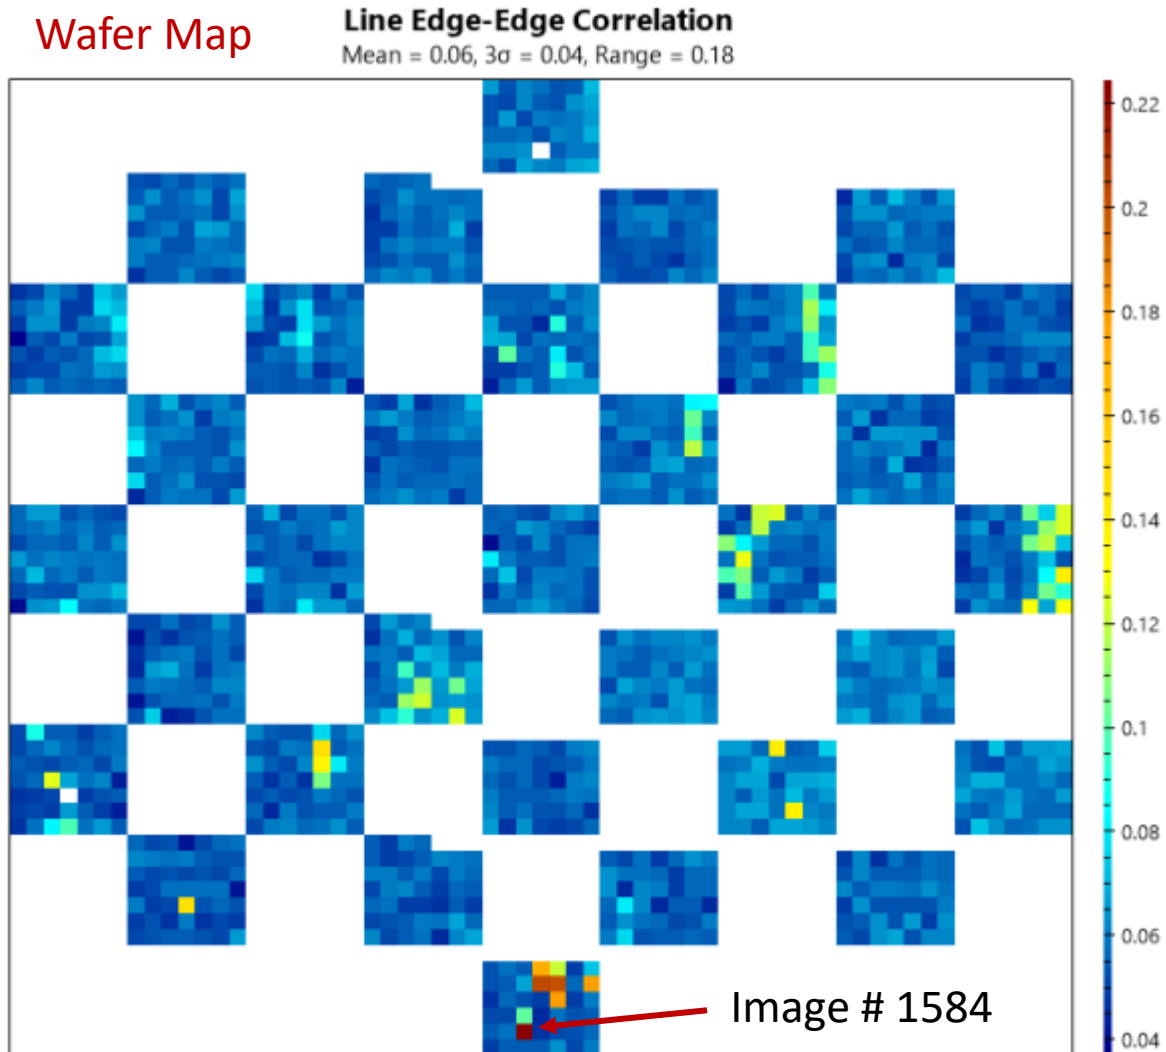 Wafer Map
Line Edge-Edge Correlation
Mean = 0.06, 3σ = 0.04, Range = 0.18
0.22
0.2
0.18
0.16
0.14
0.12
0.1
0.08
0.06
0.04
Image # 1584